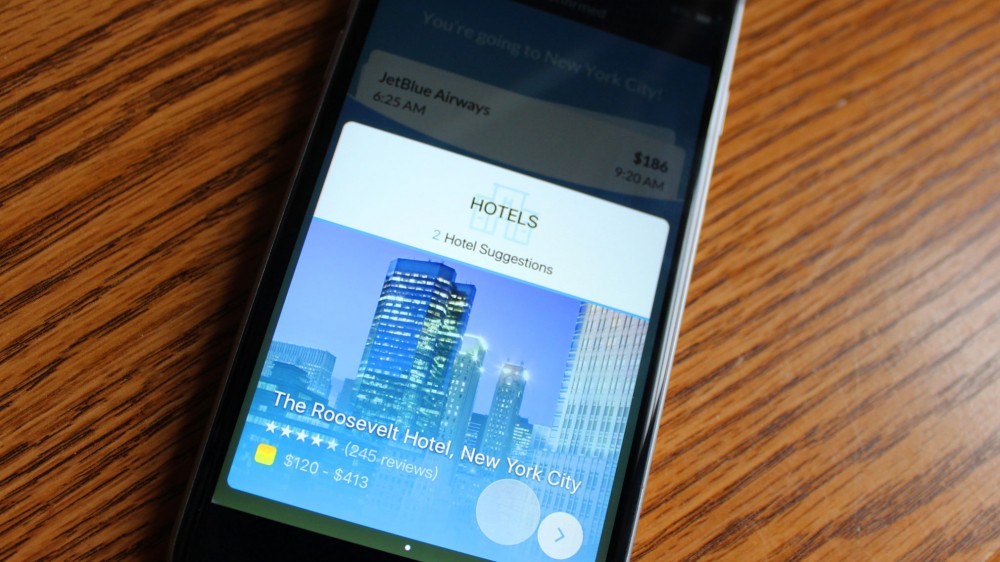 You're going to New York City!
JetBlue Airways
6:25 AM
$186
9:20 AM
HOTELS
2 Hotel Suggestions
The Roosevelt Hotel, New York City
★★★★★ (245 reviews)
$120 - $413